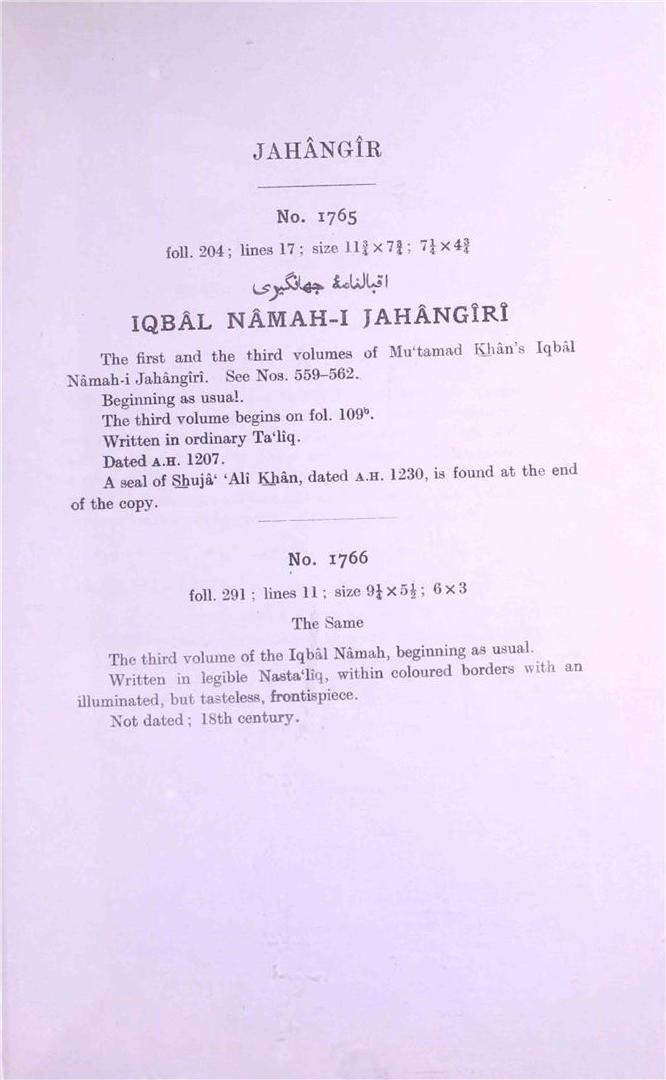 JAHÂNGÎR
No. 1765
foll. 204; lines 17; size 11¾ × 7¾; 7¼ × 4¾
اقبالنامهٔ جهانگیری
IQBÂL NÂMAH-I JAHÂNGÎRÎ
The first and the third volumes of Mu‘tamad Khân's Iqbâl
Nâmah-i Jahângîrî. See Nos. 559–562.
Beginning as usual.
The third volume begins on fol. 109ᵇ.
Written in ordinary Ta‘lîq.
Dated A.H. 1207.
A seal of Shujâ‘ ‘Alî Khân, dated A.H. 1230, is found at the end
of the copy.
No. 1766
foll. 291; lines 11; size 9¼ × 5½; 6 × 3
The Same
The third volume of the Iqbâl Nâmah, beginning as usual.
Written in legible Nasta‘lîq, within coloured borders with an
illuminated, but tasteless, frontispiece.
Not dated; 18th century.